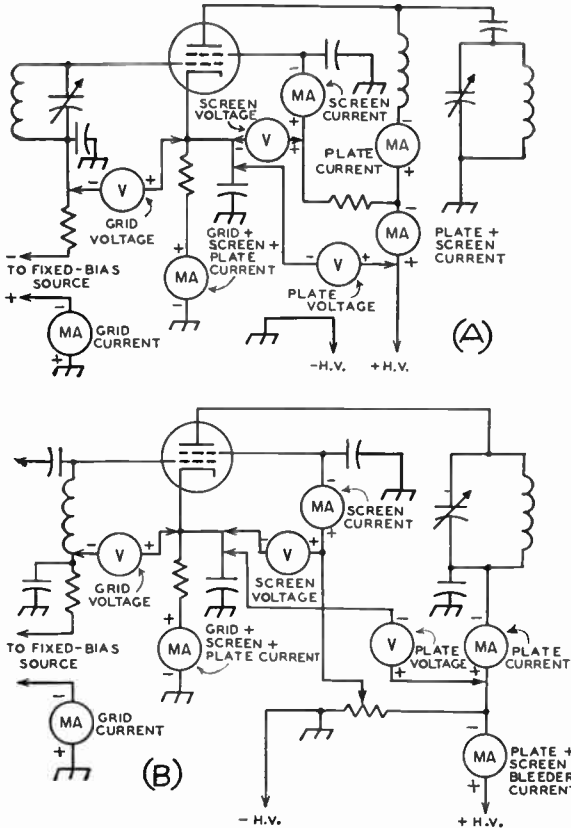 MA
SCREEN
CURRENT
SCREEN
VOLTAGE
V
MA
PLATE
CURRENT
V
GRID
VOLTAGE
GRID +
SCREEN +
PLATE
CURRENT
MA
PLATE +
SCREEN
CURRENT
V
PLATE VOLTAGE
MA
TO FIXED-BIAS
SOURCE
MA
GRID
CURRENT
(A)
-H.V.
+H.V.
MA
SCREEN
CURRENT
V
GRID
VOLTAGE
V
SCREEN
VOLTAGE
MA
GRID +
SCREEN +
PLATE CURRENT
V
PLATE
VOLTAGE
MA
PLATE
CURRENT
TO FIXED-BIAS
SOURCE
MA
GRID
CURRENT
(B)
MA
PLATE +
SCREEN +
BLEEDER
CURRENT
- H.V.
+ H.V.